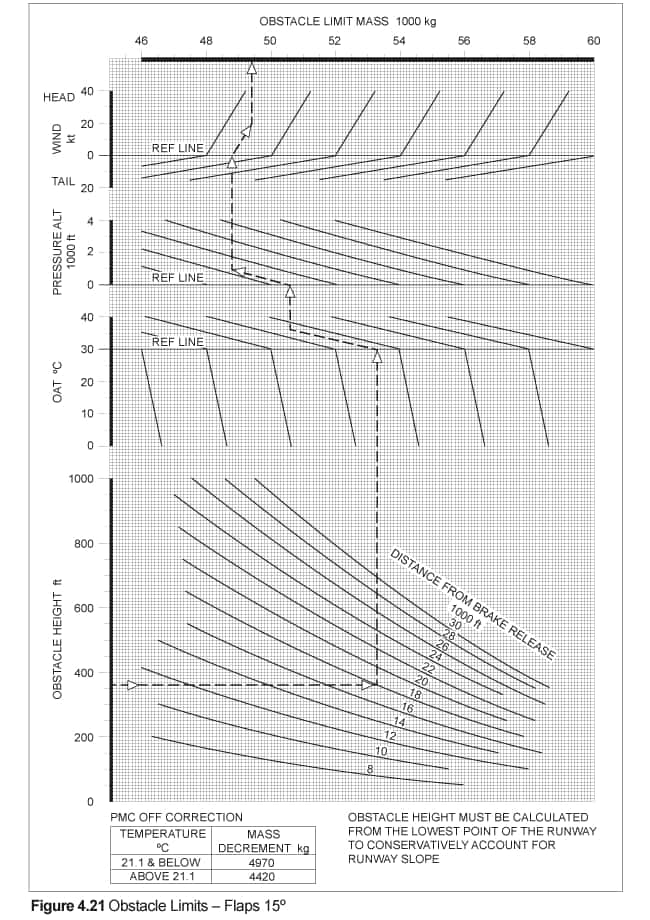 OBSTACLE LIMIT MASS 1000 kg
46 48 50 52 54 56 58 60
HEAD 40
WIND kt
20
REF LINE
0
TAIL 20
PRESSURE ALT 1000 ft
4
2
REF LINE
0
OAT °C
40
REF LINE
30
20
10
0
OBSTACLE HEIGHT ft
1000
800
600
400
200
0
DISTANCE FROM BRAKE RELEASE
1000 ft
30
28
26
24
22
20
18
16
14
12
10
8
PMC OFF CORRECTION
TEMPERATURE ºC MASS DECREMENT kg
21.1 & BELOW 4970
ABOVE 21.1 4420
OBSTACLE HEIGHT MUST BE CALCULATED
FROM THE LOWEST POINT OF THE RUNWAY
TO CONSERVATIVELY ACCOUNT FOR
RUNWAY SLOPE
Figure 4.21 Obstacle Limits – Flaps 15º